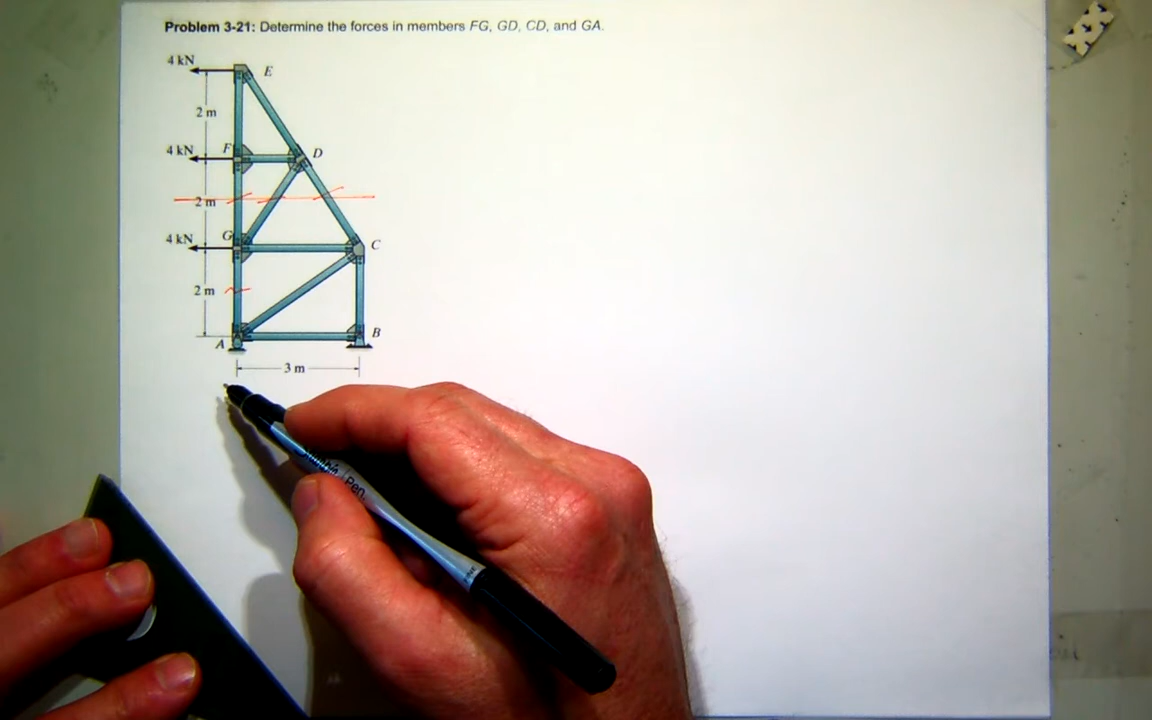 Problem 3-21: Determine the forces in members FG, GD, CD, and GA.
4 kN
E
2 m
4 kN
F
D
2 m
4 kN
G
C
2 m
A
B
3 m
Pen